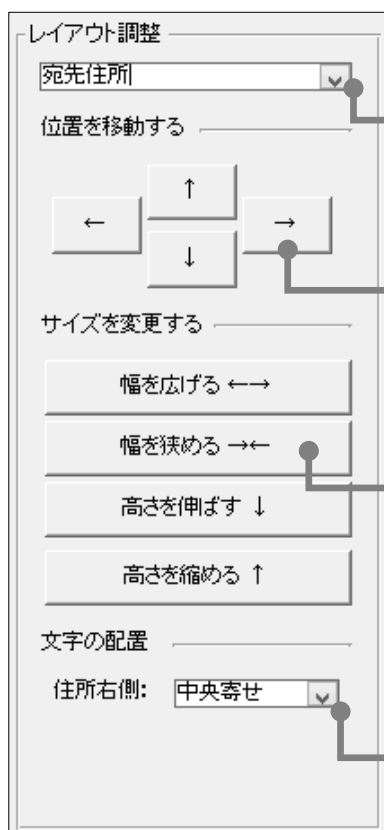 レイアウト調整
宛先住所
位置を移動する
↑
← →
↓
サイズを変更する
幅を広げる ←→
幅を狭める →←
高さを伸ばす ↓
高さを縮める ↑
文字の配置
住所右側: 中央寄せ